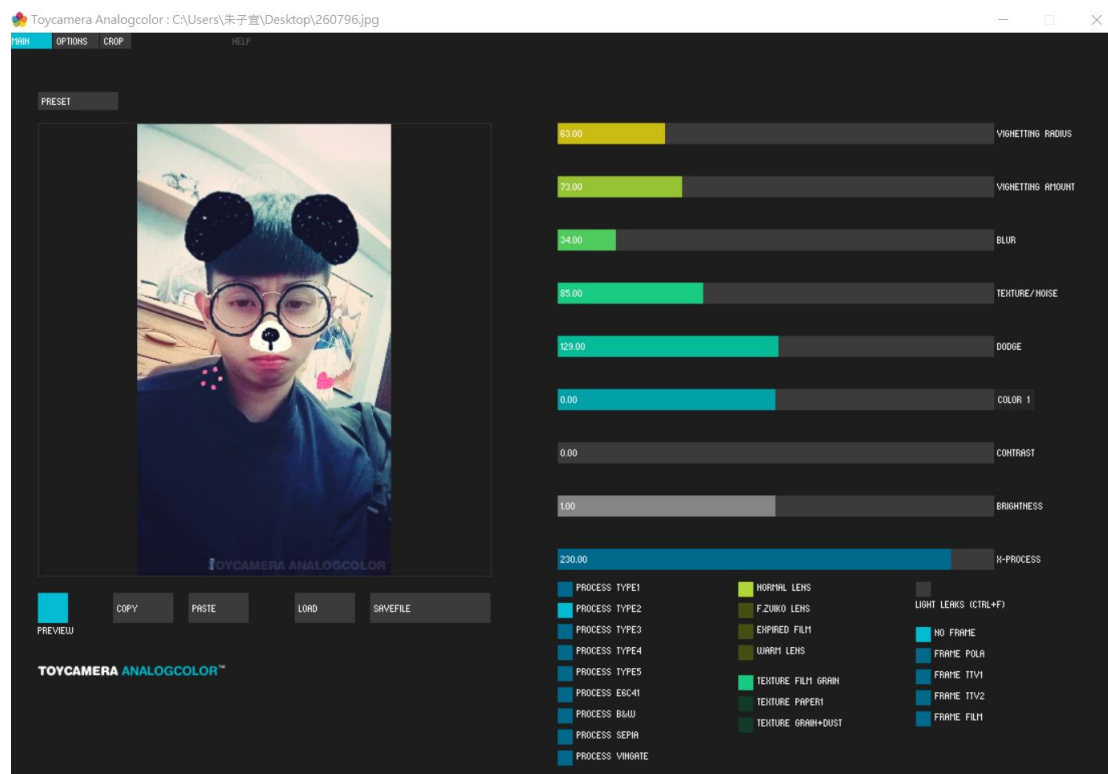 Toycamera Analogcolor : C:\Users\朱子宣\Desktop\260796.jpg
MAIN OPTIONS CROP HELP
PRESET
TOYCAMERA ANALOGCOLOR
PREVIEW
COPY
PASTE
LOAD
SAVEFILE
TOYCAMERA ANALOGCOLOR™
63.00 VIGNETTING RADIUS
73.00 VIGNETTING AMOUNT
34.00 BLUR
85.00 TEXTURE/NOISE
129.00 DODGE
0.00 COLOR 1
0.00 CONTRAST
1.00 BRIGHTNESS
230.00 X-PROCESS
PROCESS TYPE1
PROCESS TYPE2
PROCESS TYPE3
PROCESS TYPE4
PROCESS TYPE5
PROCESS E6C41
PROCESS B&W
PROCESS SEPIA
PROCESS VINGATE
NORMAL LENS
F.ZUIKO LENS
EXPIRED FILM
WARM LENS
TEXTURE FILM GRAIN
TEXTURE PAPER1
TEXTURE GRAIN+DUST
LIGHT LEAKS (CTRL+F)
NO FRAME
FRAME POLA
FRAME TTV1
FRAME TTV2
FRAME FILM